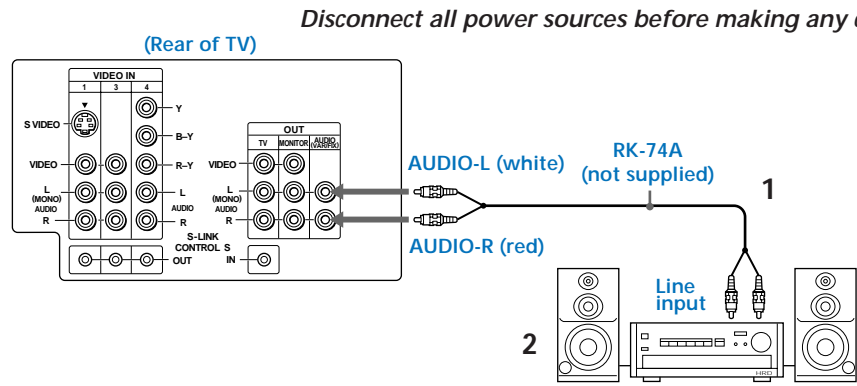 Disconnect all power sources before making any
(Rear of TV)
VIDEO IN
1 3 4
S VIDEO
Y
B–Y
VIDEO
R–Y
L
(MONO)
AUDIO
R
L
AUDIO
R
OUT
TV MONITOR AUDIO
(VAR/FIX)
VIDEO
L
(MONO)
AUDIO
R
S-LINK
CONTROL S
OUT
IN
AUDIO-L (white)
AUDIO-R (red)
RK-74A
(not supplied)
1
Line
input
2
HRD